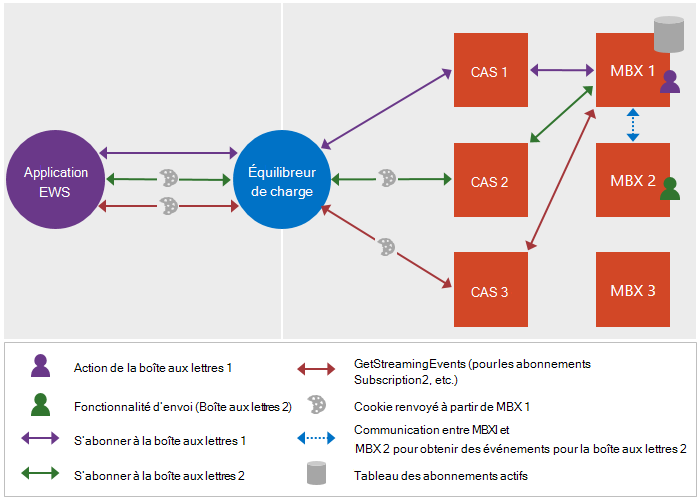 Application
EWS
Équilibreur
de charge
CAS 1
CAS 2
CAS 3
MBX 1
MBX 2
MBX 3
Action de la boîte aux lettres 1
Fonctionnalité d'envoi (Boîte aux lettres 2)
S'abonner à la boîte aux lettres 1
S'abonner à la boîte aux lettres 2
GetStreamingEvents (pour les abonnements
Subscription2, etc.)
Cookie renvoyé à partir de MBX 1
Communication entre MBXI et
MBX 2 pour obtenir des événements pour la boîte aux lettres 2
Tableau des abonnements actifs